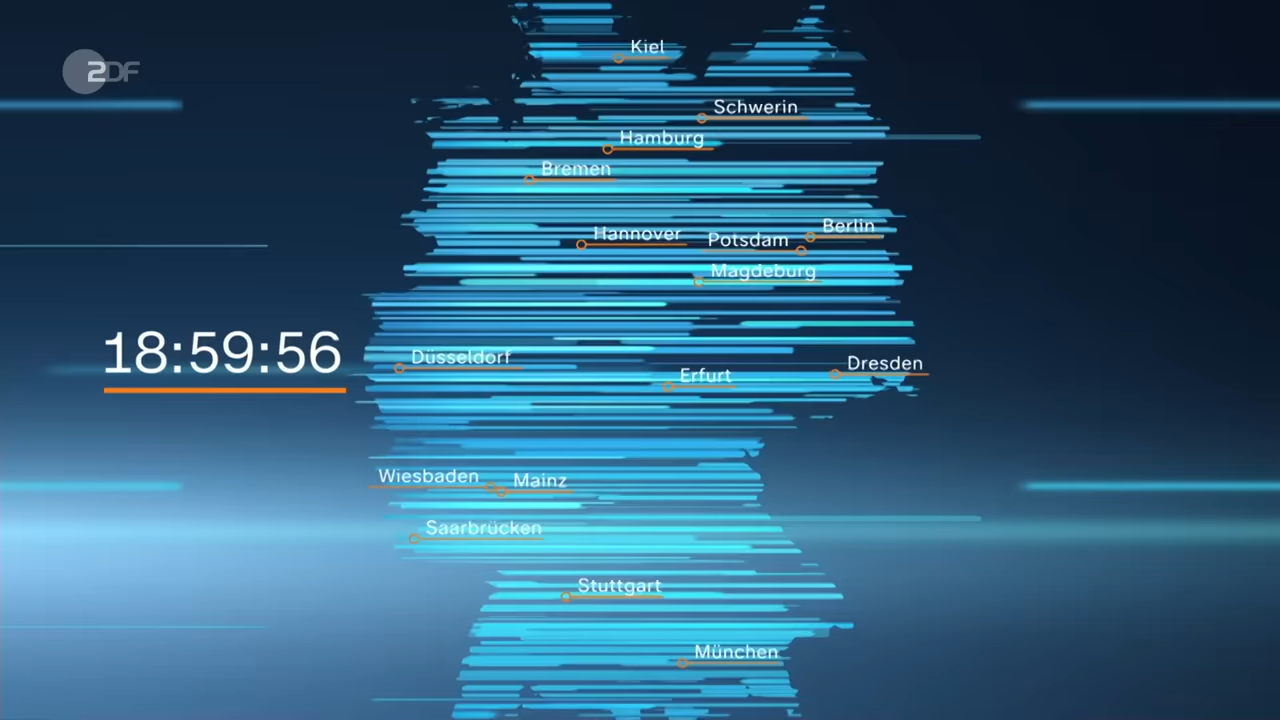 Kiel
ZDF
Schwerin
Hamburg
Bremen
Berlin
Hannover
Potsdam
Magdeburg
18:59:56
Düsseldorf
Dresden
Erfurt
Wiesbaden
Mainz
Saarbrücken
Stuttgart
München